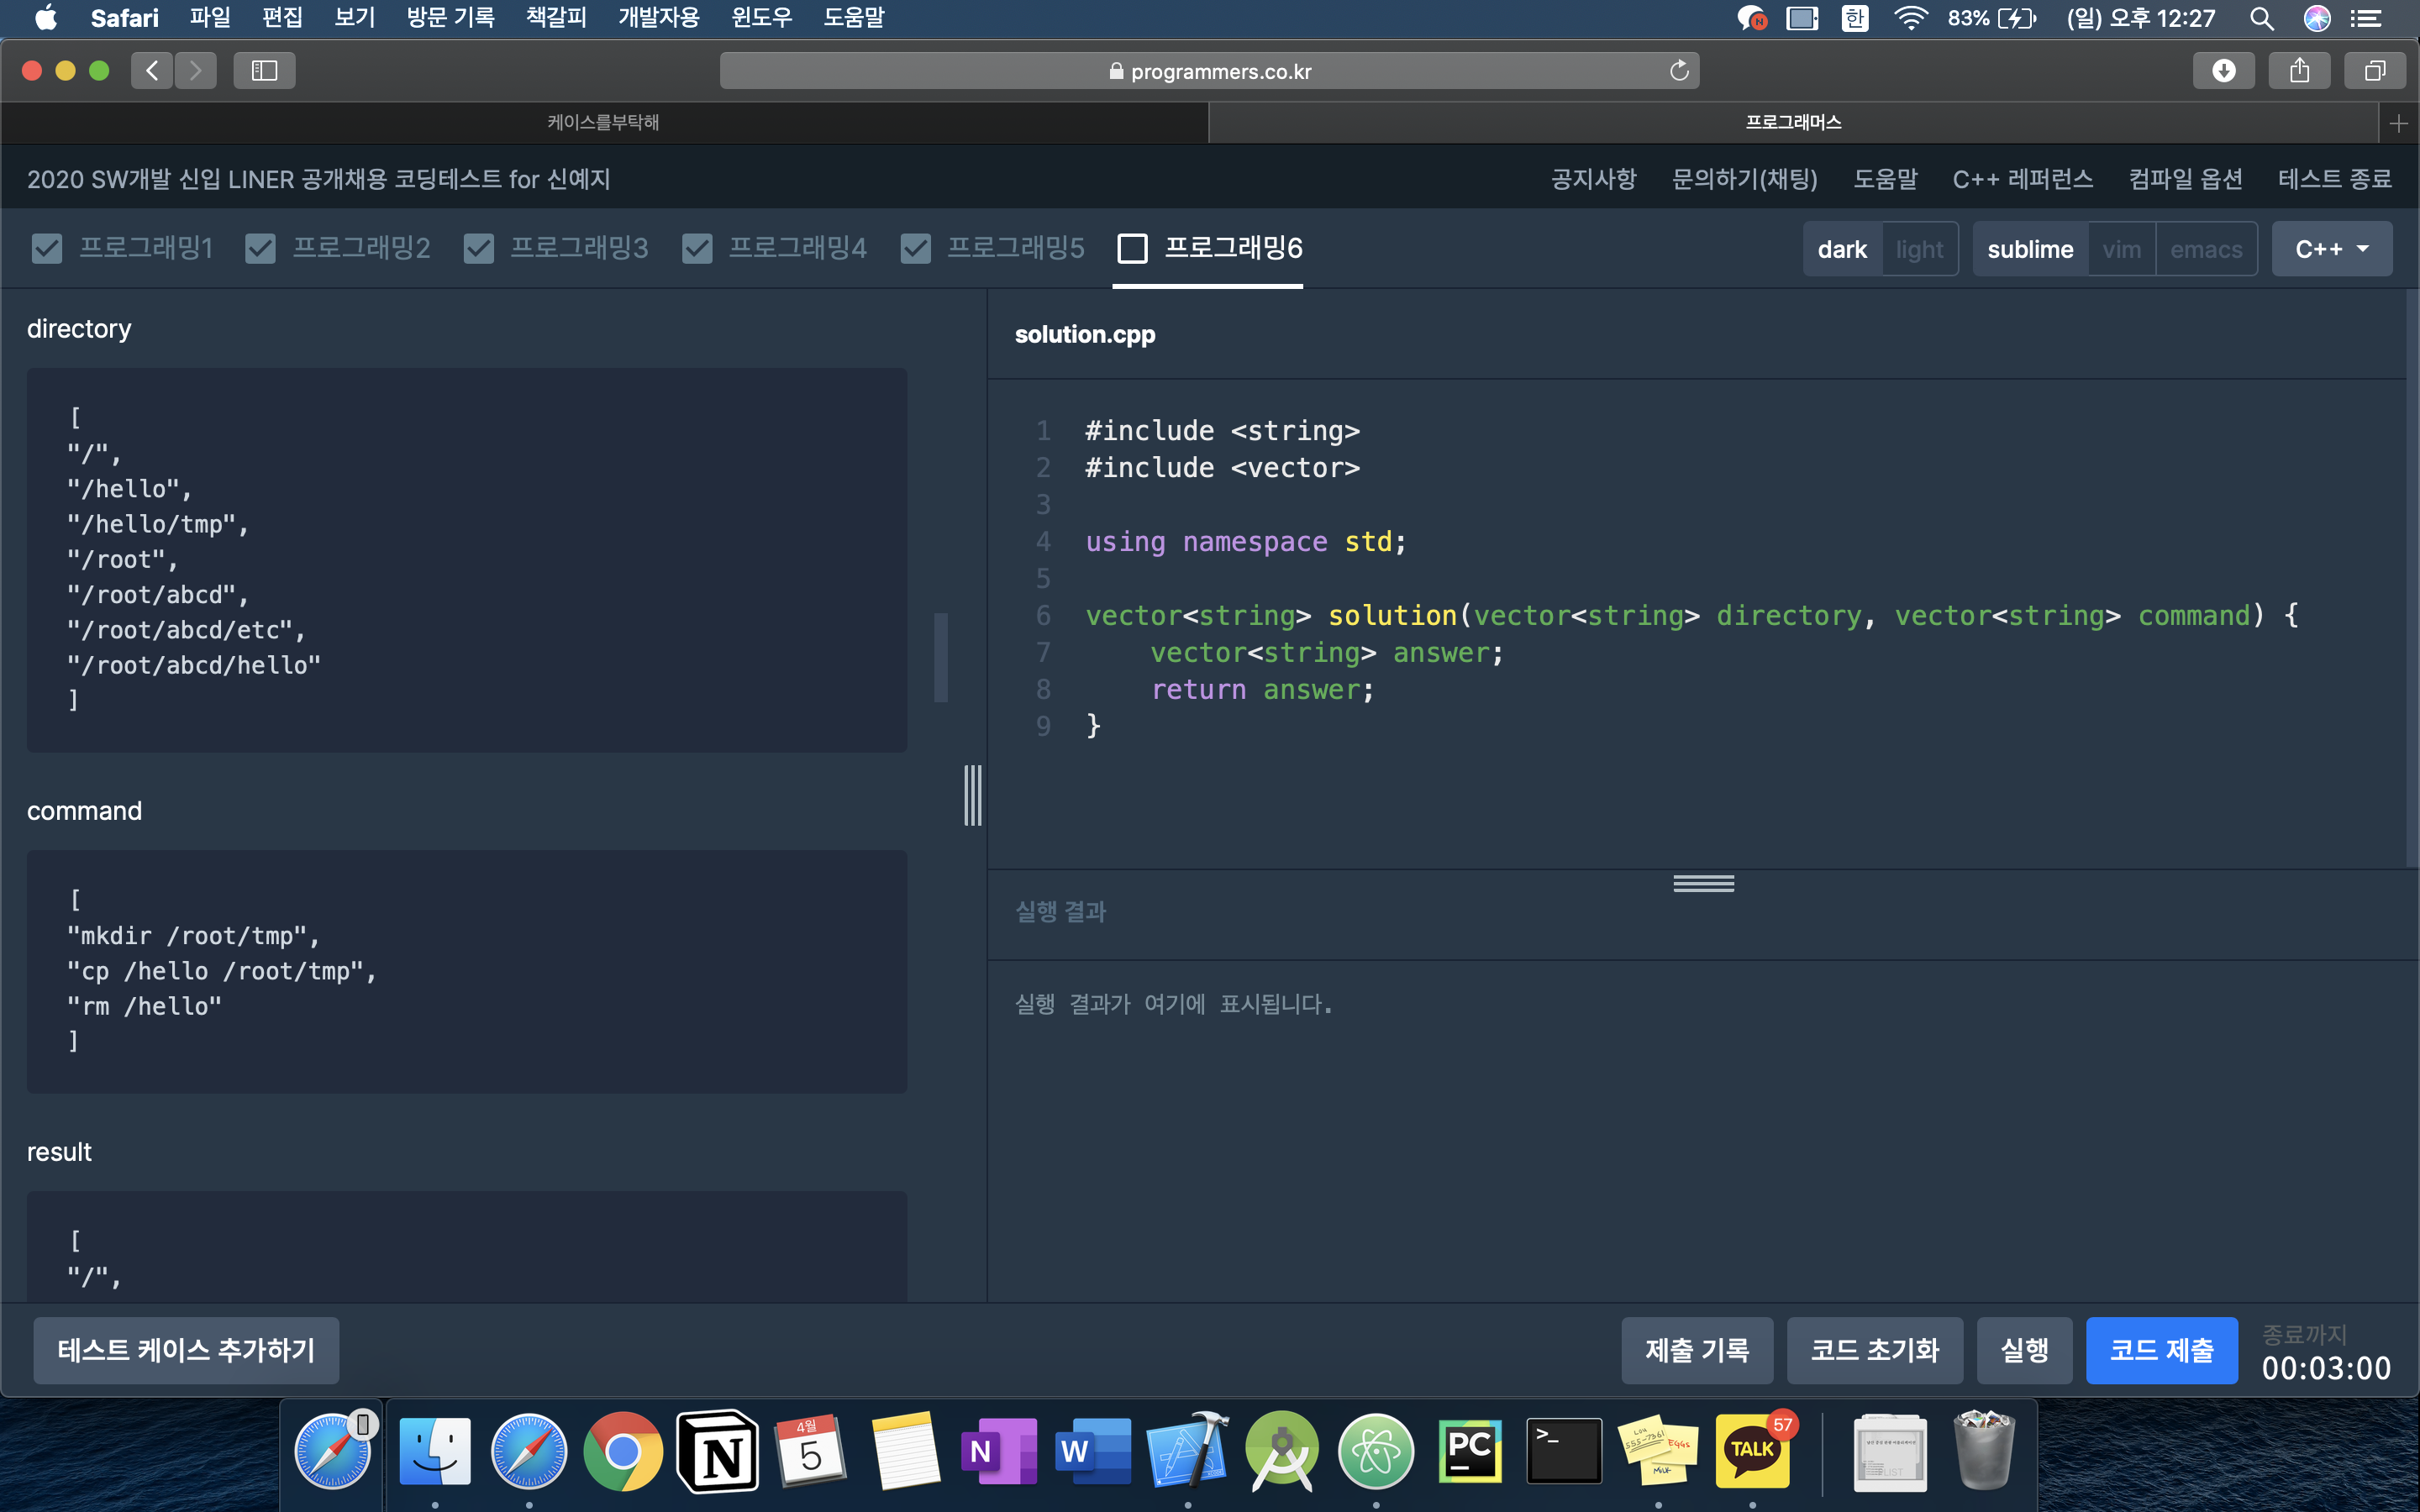 Safari 파일 편집 보기 방문 기록 책갈피 개발자용 윈도우 도움말
한 83% (일) 오후 12:27
programmers.co.kr
케이스를부탁해
프로그래머스
2020 SW개발 신입 LINER 공개채용 코딩테스트 for 신예지
공지사항 문의하기(채팅) 도움말 C++ 레퍼런스 컴파일 옵션 테스트 종료
프로그래밍1 프로그래밍2 프로그래밍3 프로그래밍4 프로그래밍5 프로그래밍6
dark light sublime vim emacs C++
directory
[
"/",
"/hello",
"/hello/tmp",
"/root",
"/root/abcd",
"/root/abcd/etc",
"/root/abcd/hello"
]
command
[
"mkdir /root/tmp",
"cp /hello /root/tmp",
"rm /hello"
]
result
[
"/",
solution.cpp
1 #include <string>
2 #include <vector>
3
4 using namespace std;
5
6 vector<string> solution(vector<string> directory, vector<string> command) {
7 vector<string> answer;
8 return answer;
9 }
실행 결과
실행 결과가 여기에 표시됩니다.
테스트 케이스 추가하기
제출 기록 코드 초기화 실행 코드 제출
종료까지
00:03:00
N
4월
5
N
W
PC
>_
EGGS
MILK
TALK
57
LIST